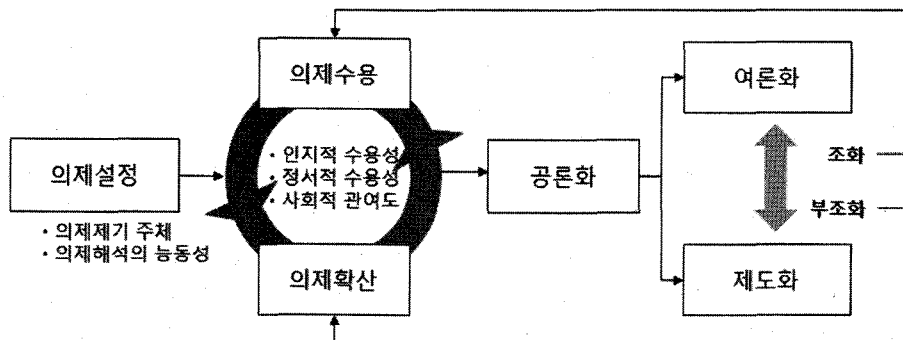 의제수용
여론화
의제설정
· 인지적 수용성
· 정서적 수용성
· 사회적 관여도
공론화
조화
부조화
· 의제제기 주체
· 의제해석의 능동성
의제확산
제도화